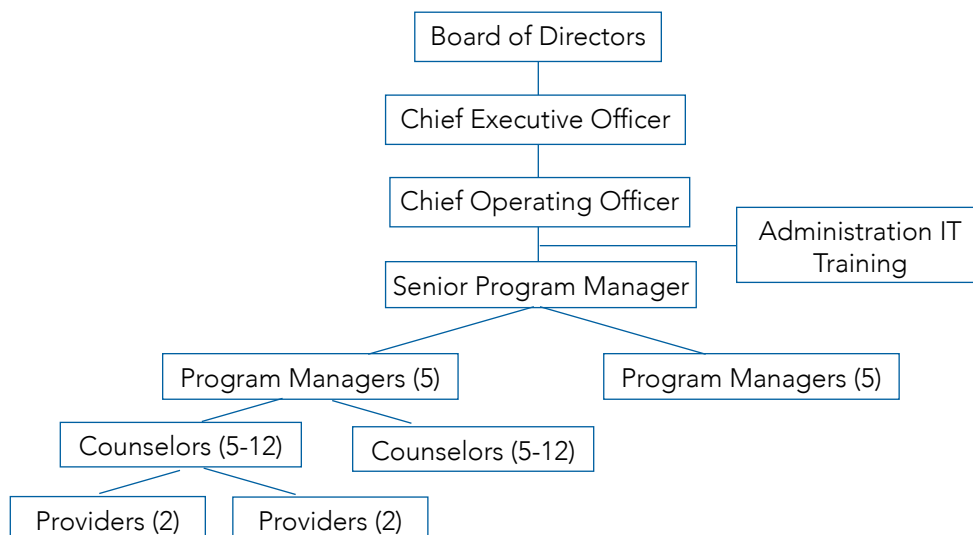 Board of Directors
Chief Executive Officer
Chief Operating Officer
Administration IT
Training
Senior Program Manager
Program Managers (5)
Program Managers (5)
Counselors (5-12)
Counselors (5-12)
Providers (2)
Providers (2)